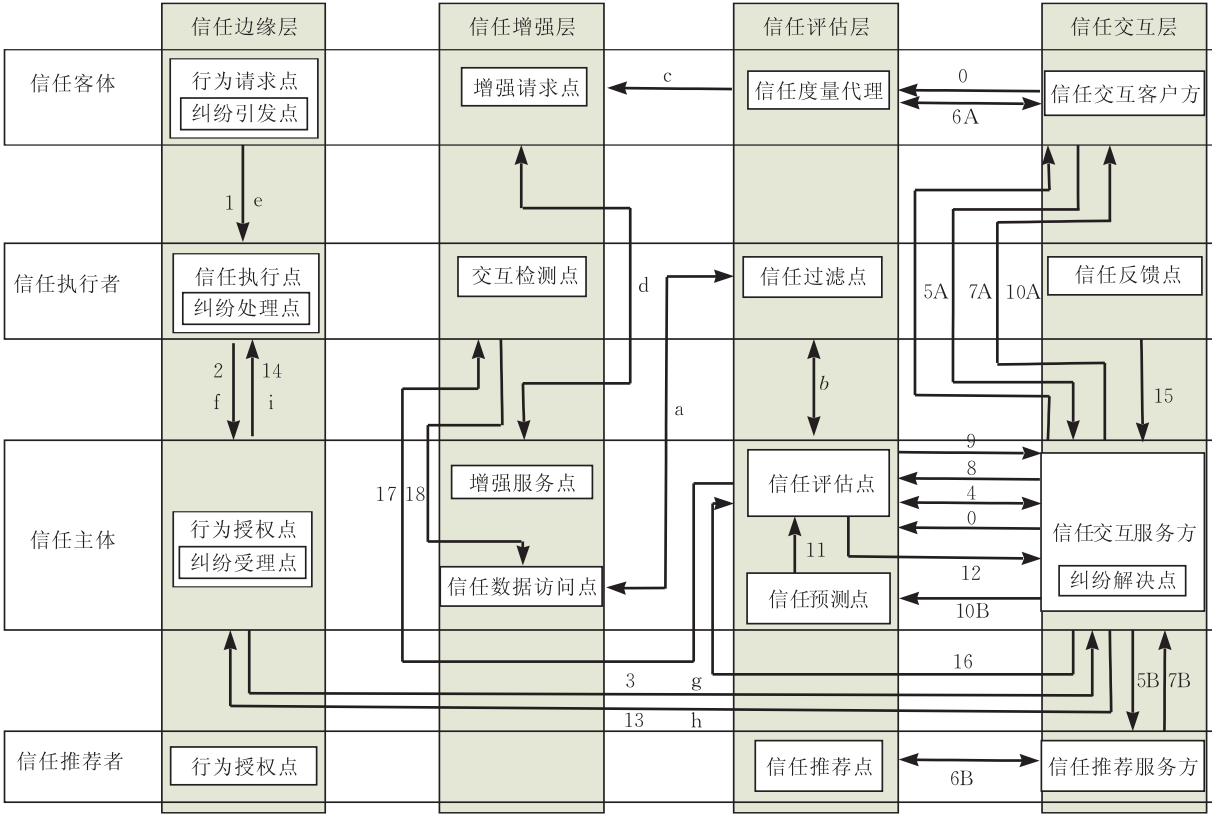 信任边缘层
信任增强层
信任评估层
信任交互层
信任客体
行为请求点
纠纷引发点
增强请求点
c
信任度量代理
0
6A
信任交互客户方
1
e
信任执行者
信任执行点
纠纷处理点
交互检测点
d
信任过滤点
5A
7A
10A
信任反馈点
2
14
f
i
a
b
15
信任主体
行为授权点
纠纷受理点
17
18
增强服务点
信任数据访问点
信任评估点
11
信任预测点
9
8
4
0
12
10B
信任交互服务方
纠纷解决点
16
3
g
13
h
5B
7B
信任推荐者
行为授权点
信任推荐点
6B
信任推荐服务方